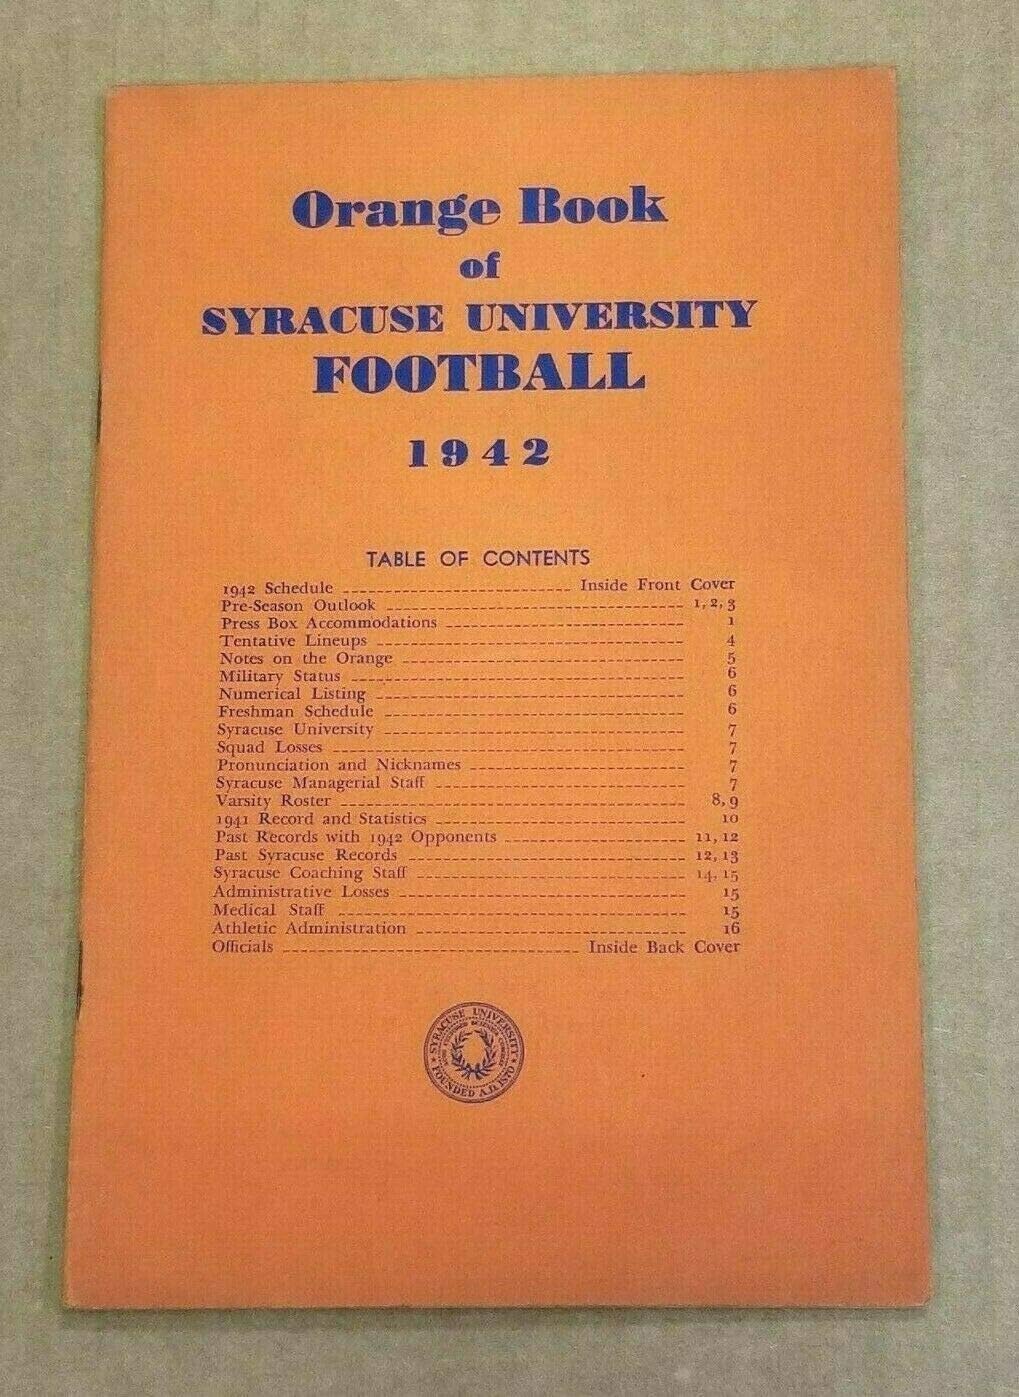 Orange Book
of
SYRACUSE UNIVERSITY
FOOTBALL
1942
TABLE OF CONTENTS
1942 Schedule Inside Front Cover
Pre-Season Outlook 1, 2, 3
Press Box Accommodations 1
Tentative Lineups 4
Notes on the Orange 5
Military Status 6
Numerical Listing 6
Freshman Schedule 6
Syracuse University 7
Squad Losses 7
Pronunciation and Nicknames 7
Syracuse Managerial Staff 7
Varsity Roster 8, 9
1941 Record and Statistics 10
Past Records with 1942 Opponents 11, 12
Past Syracuse Records 12, 13
Syracuse Coaching Staff 14, 15
Administrative Losses 15
Medical Staff 15
Athletic Administration 16
Officials Inside Back Cover
SYRACUSE UNIVERSITY
FOUNDED A.D. 1870